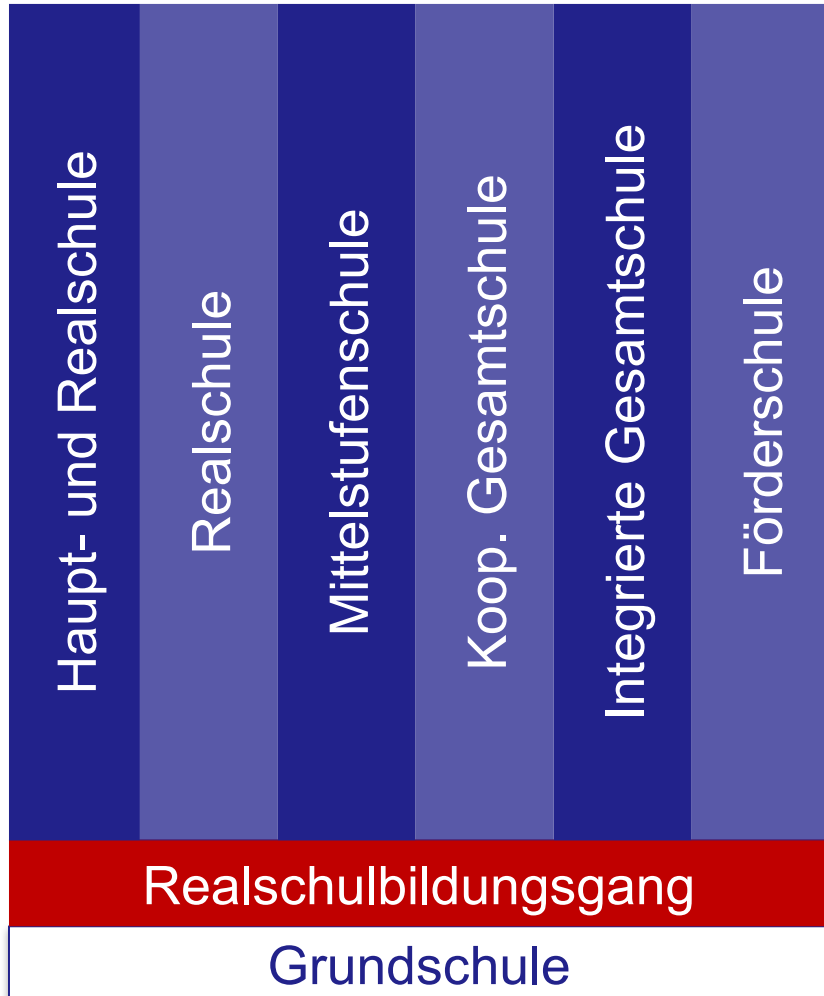 Haupt- und Realschule
Realschule
Mittelstufenschule
Koop. Gesamtschule
Integrierte Gesamtschule
Förderschule
Realschulbildungsgang
Grundschule